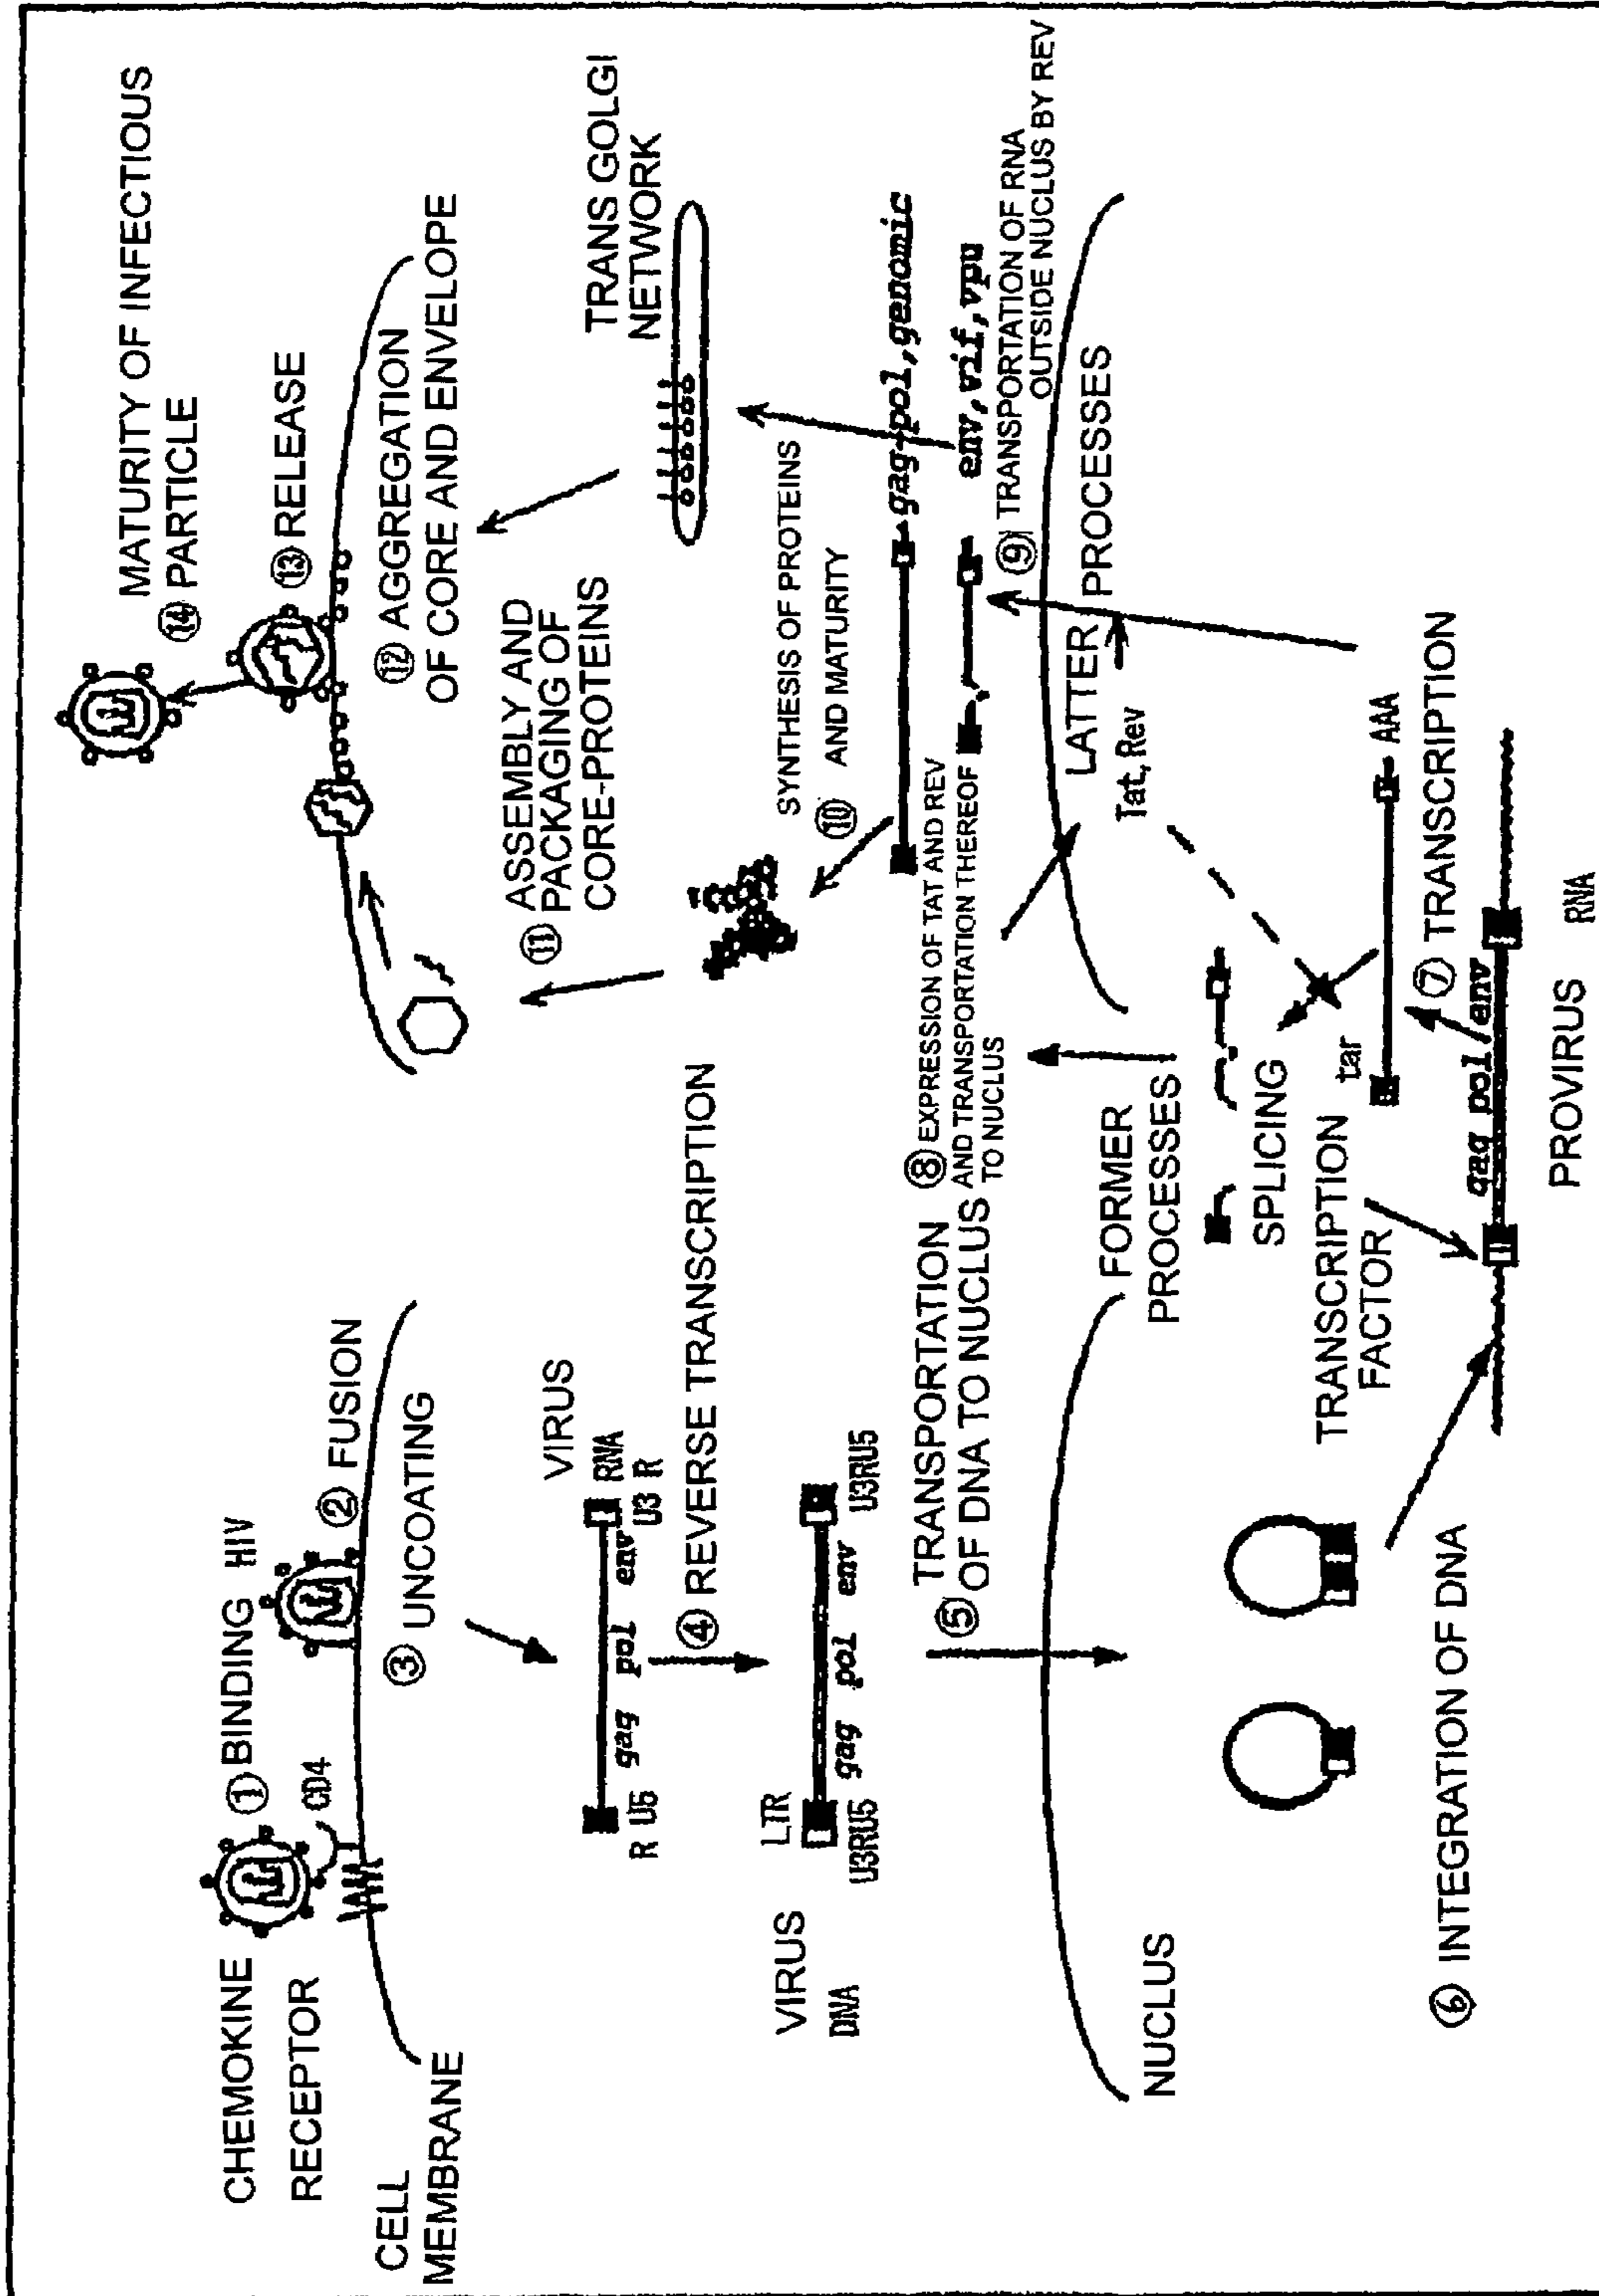 CHEMOKINE
RECEPTOR
① BINDING HIV
CD4
② FUSION
CELL
MEMBRANE
③ UNCOATING
VIRUS
RNA
R U5 gag pol env U3 R
④ REVERSE TRANSCRIPTION
VIRUS
DNA
LTR
U3RU5 gag pol env U3RU5
⑤ TRANSPORTATION
OF DNA TO NUCLUS
NUCLUS
⑥ INTEGRATION OF DNA
PROVIRUS
RNA
gag pol/env
TRANSCRIPTION
FACTOR
⑦ TRANSCRIPTION
tar
AAA
SPLICING
FORMER
PROCESSES
⑧ EXPRESSION OF TAT AND REV
AND TRANSPORTATION THEREOF
TO NUCLUS
Tat, Rev
LATTER PROCESSES
⑨ TRANSPORTATION OF RNA
OUTSIDE NUCLUS BY REV
gag-pol,genomic
env,vif,vpu
SYNTHESIS OF PROTEINS
⑩ AND MATURITY
TRANS GOLGI
NETWORK
⑪ ASSEMBLY AND
PACKAGING OF
CORE-PROTEINS
⑫ AGGREGATION
OF CORE AND ENVELOPE
⑬ RELEASE
MATURITY OF INFECTIOUS
⑭ PARTICLE